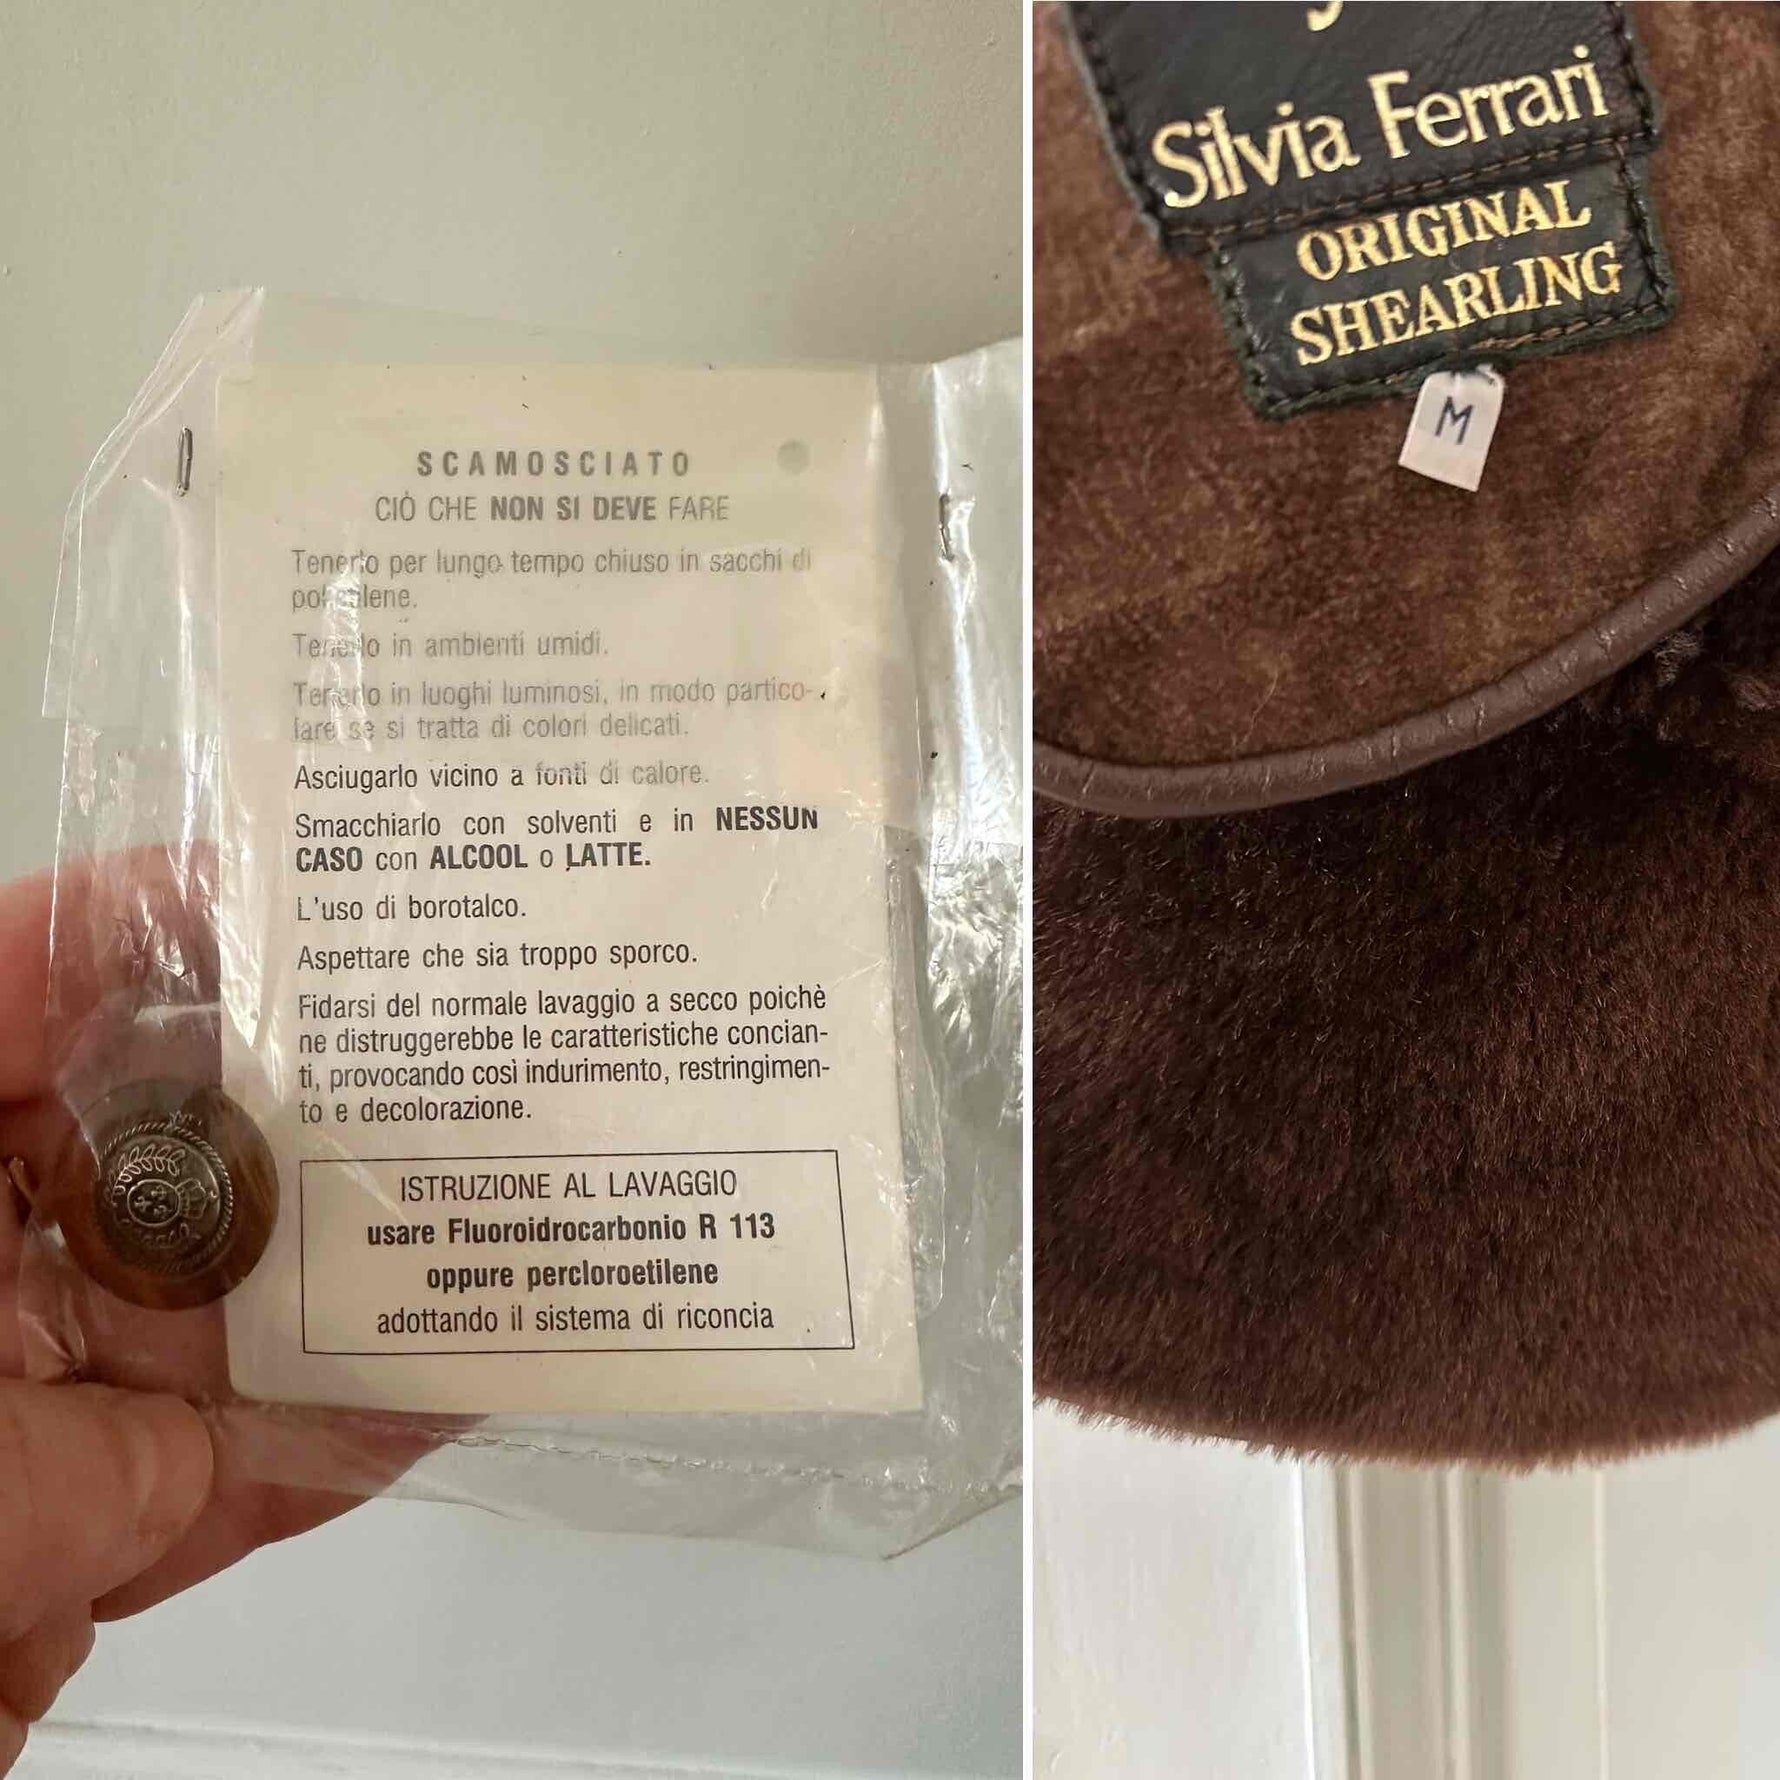 SCAMOSCIATO
CIÒ CHE NON SI DEVE FARE
Tenerlo per lungo tempo chiuso in sacchi di
polietilene.
Tenerlo in ambienti umidi.
Tenerlo in luoghi luminosi, in modo partico-
lare se si tratta di colori delicati.
Asciugarlo vicino a fonti di calore.
Smacchiarlo con solventi e in NESSUN
CASO con ALCOOL o LATTE.
L'uso di borotalco.
Aspettare che sia troppo sporco.
Fidarsi del normale lavaggio a secco poichè
ne distruggerebbe le caratteristiche concian-
ti, provocando così indurimento, restringimen-
to e decolorazione.
ISTRUZIONE AL LAVAGGIO
usare Fluoroidrocarbonio R 113
oppure percloroetilene
adottando il sistema di riconcia
Silvia Ferrari
ORIGINAL
SHEARLING
M